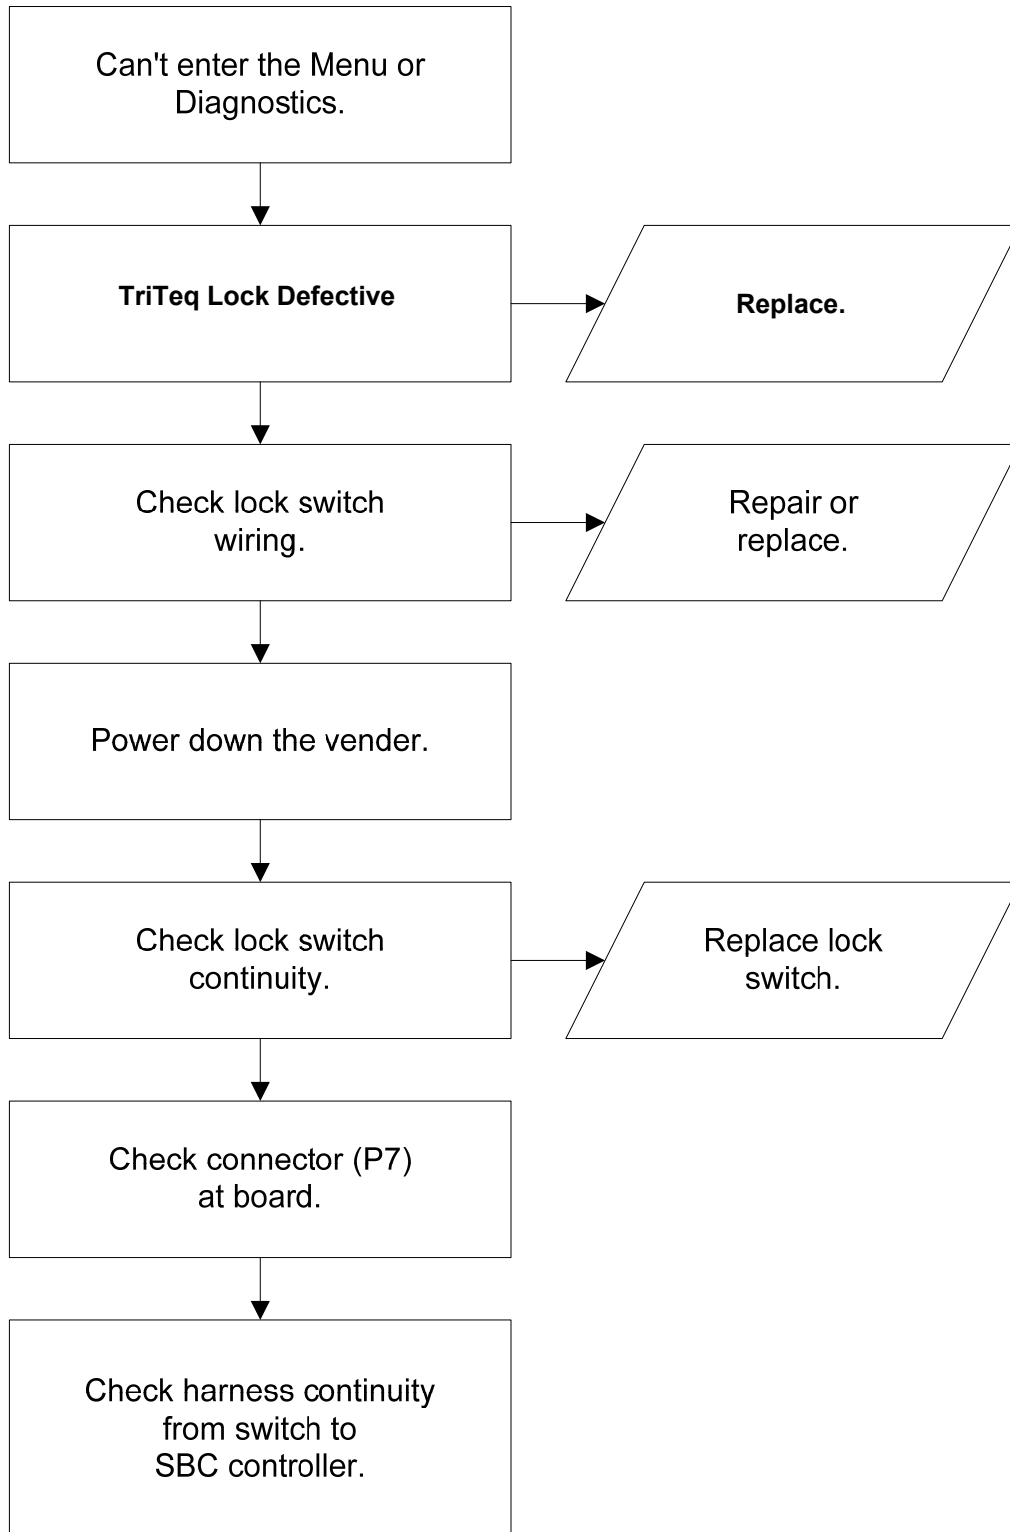 Can't enter the Menu or
Diagnostics.
TriTeq Lock Defective
Replace.
Check lock switch
wiring.
Repair or
replace.
Power down the vender.
Check lock switch
continuity.
Replace lock
switch.
Check connector (P7)
at board.
Check harness continuity
from switch to
SBC controller.